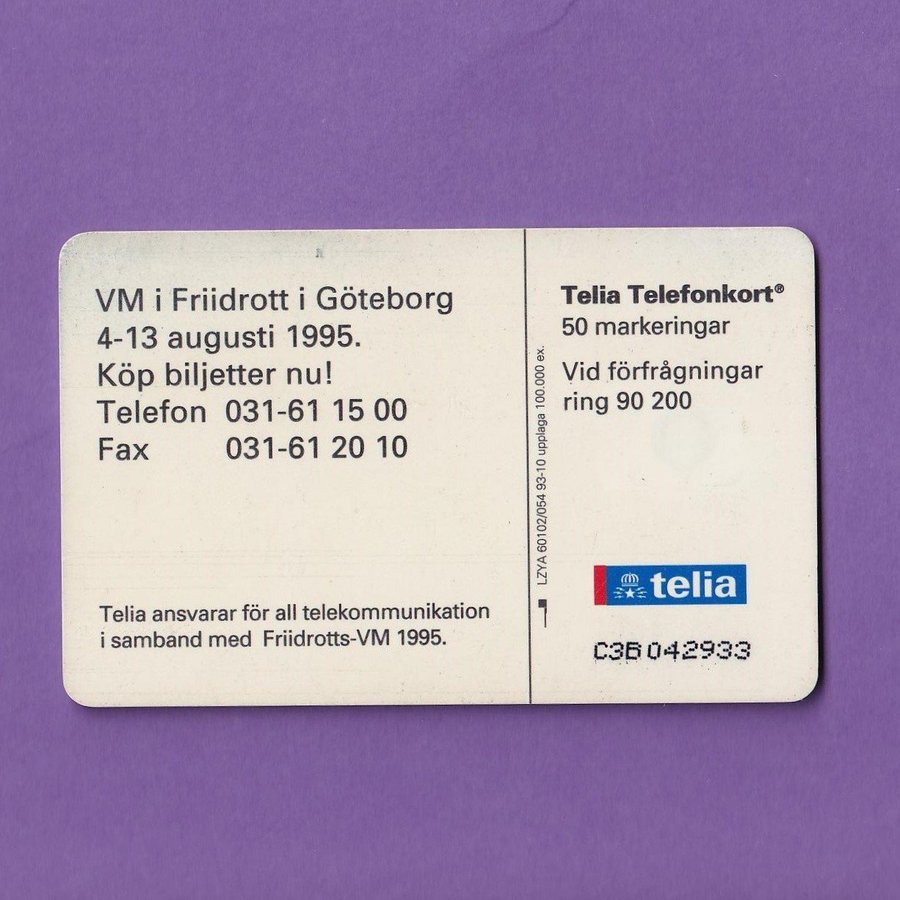 VM i Friidrott i Göteborg
4-13 augusti 1995.
Köp biljetter nu!
Telefon 031-61 15 00
Fax 031-61 20 10
Telia ansvarar för all telekommunikation
i samband med Friidrotts-VM 1995.
LZYA 60102/054 93-10 upplaga 100.000 ex.
Telia Telefonkort®
50 markeringar
Vid förfrågningar
ring 90 200
telia
C3B042933